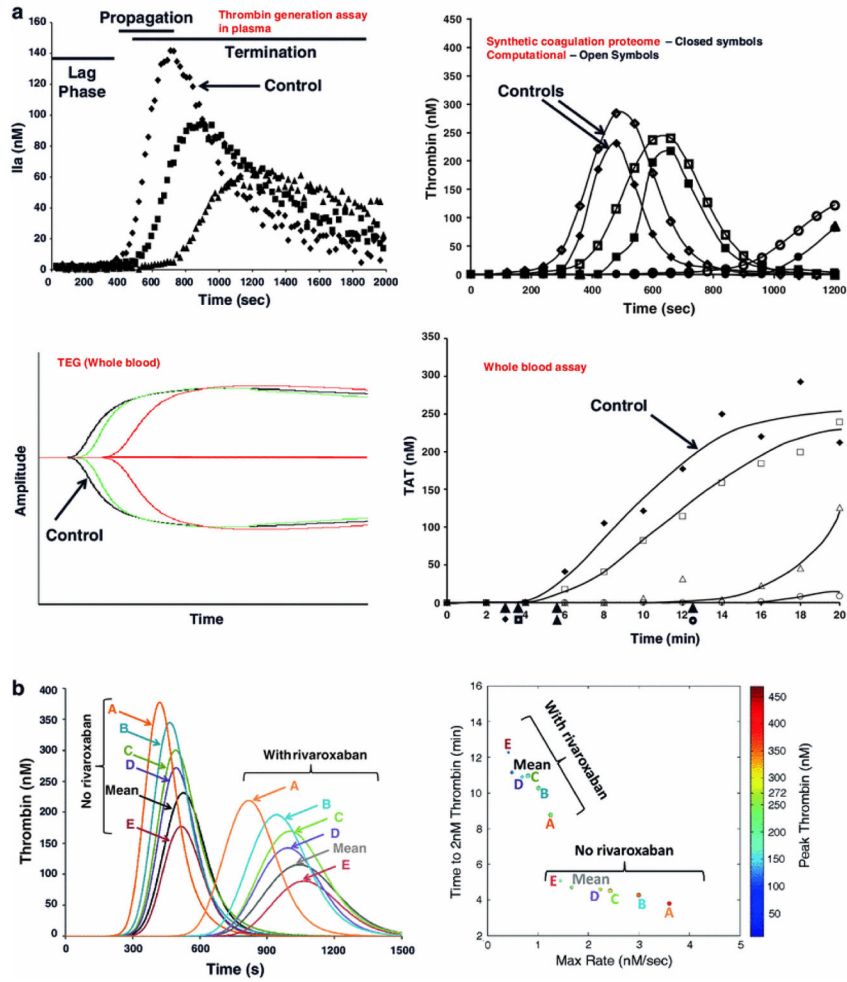 a
Propagation
Thrombin generation assay
in plasma
Termination
Lag
Phase
Control
IIa (nM)
160
140
120
100
80
60
40
20
0
0 200 400 600 800 1000 1200 1400 1600 1800 2000
Time (sec)
Synthetic coagulation proteome – Closed symbols
Computational – Open Symbols
Controls
Thrombin (nM)
450
400
350
300
250
200
150
100
50
0
0 200 400 600 800 1000 1200
Time (sec)
TEG (Whole blood)
Amplitude
Control
Time
Whole blood assay
Control
TAT (nM)
350
300
250
200
150
100
50
0
0 2 4 6 8 10 12 14 16 18 20
Time (min)
b
No rivaroxaban
A
B
C
D
Mean
E
With rivaroxaban
A
B
C
D
Mean
E
Thrombin (nM)
400
350
300
250
200
150
100
50
0
0 300 600 900 1200 1500
Time (s)
Time to 2nM Thrombin (min)
16
14
12
10
8
6
4
2
With rivaroxaban
E
Mean
D C
B
A
No rivaroxaban
E Mean
D C B A
0 1 2 3 4 5
Max Rate (nM/sec)
450
400
350
300
272
250
200
150
100
50
Peak Thrombin (nM)